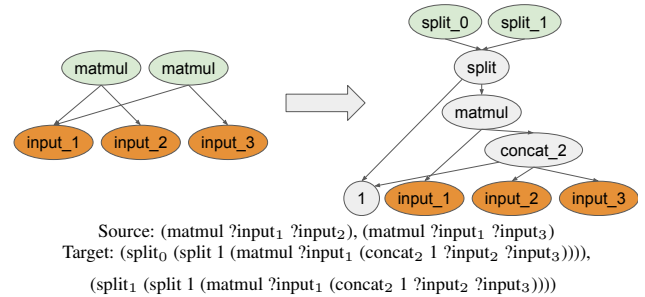 split_0 split_1
matmul matmul
split
matmul
concat_2
input_1 input_2 input_3
1 input_1 input_2 input_3
Source: (matmul ?input₁ ?input₂), (matmul ?input₁ ?input₃)
Target: (split₀ (split 1 (matmul ?input₁ (concat₂ 1 ?input₂ ?input₃)))),
(split₁ (split 1 (matmul ?input₁ (concat₂ 1 ?input₂ ?input₃))))